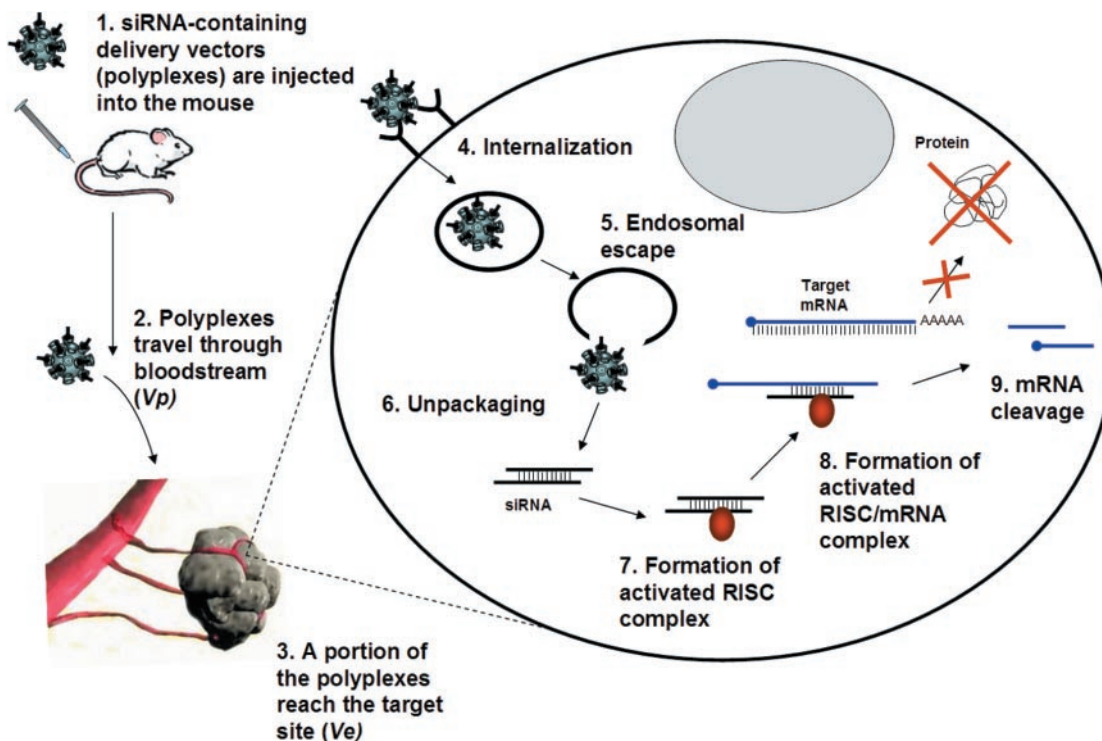 1. siRNA-containing
delivery vectors
(polyplexes) are injected
into the mouse
2. Polyplexes
travel through
bloodstream
(Vp)
3. A portion of
the polyplexes
reach the target
site (Ve)
4. Internalization
5. Endosomal
escape
6. Unpackaging
siRNA
7. Formation of
activated RISC
complex
8. Formation of
activated
RISC/mRNA
complex
Target
mRNA
AAAAA
Protein
9. mRNA
cleavage